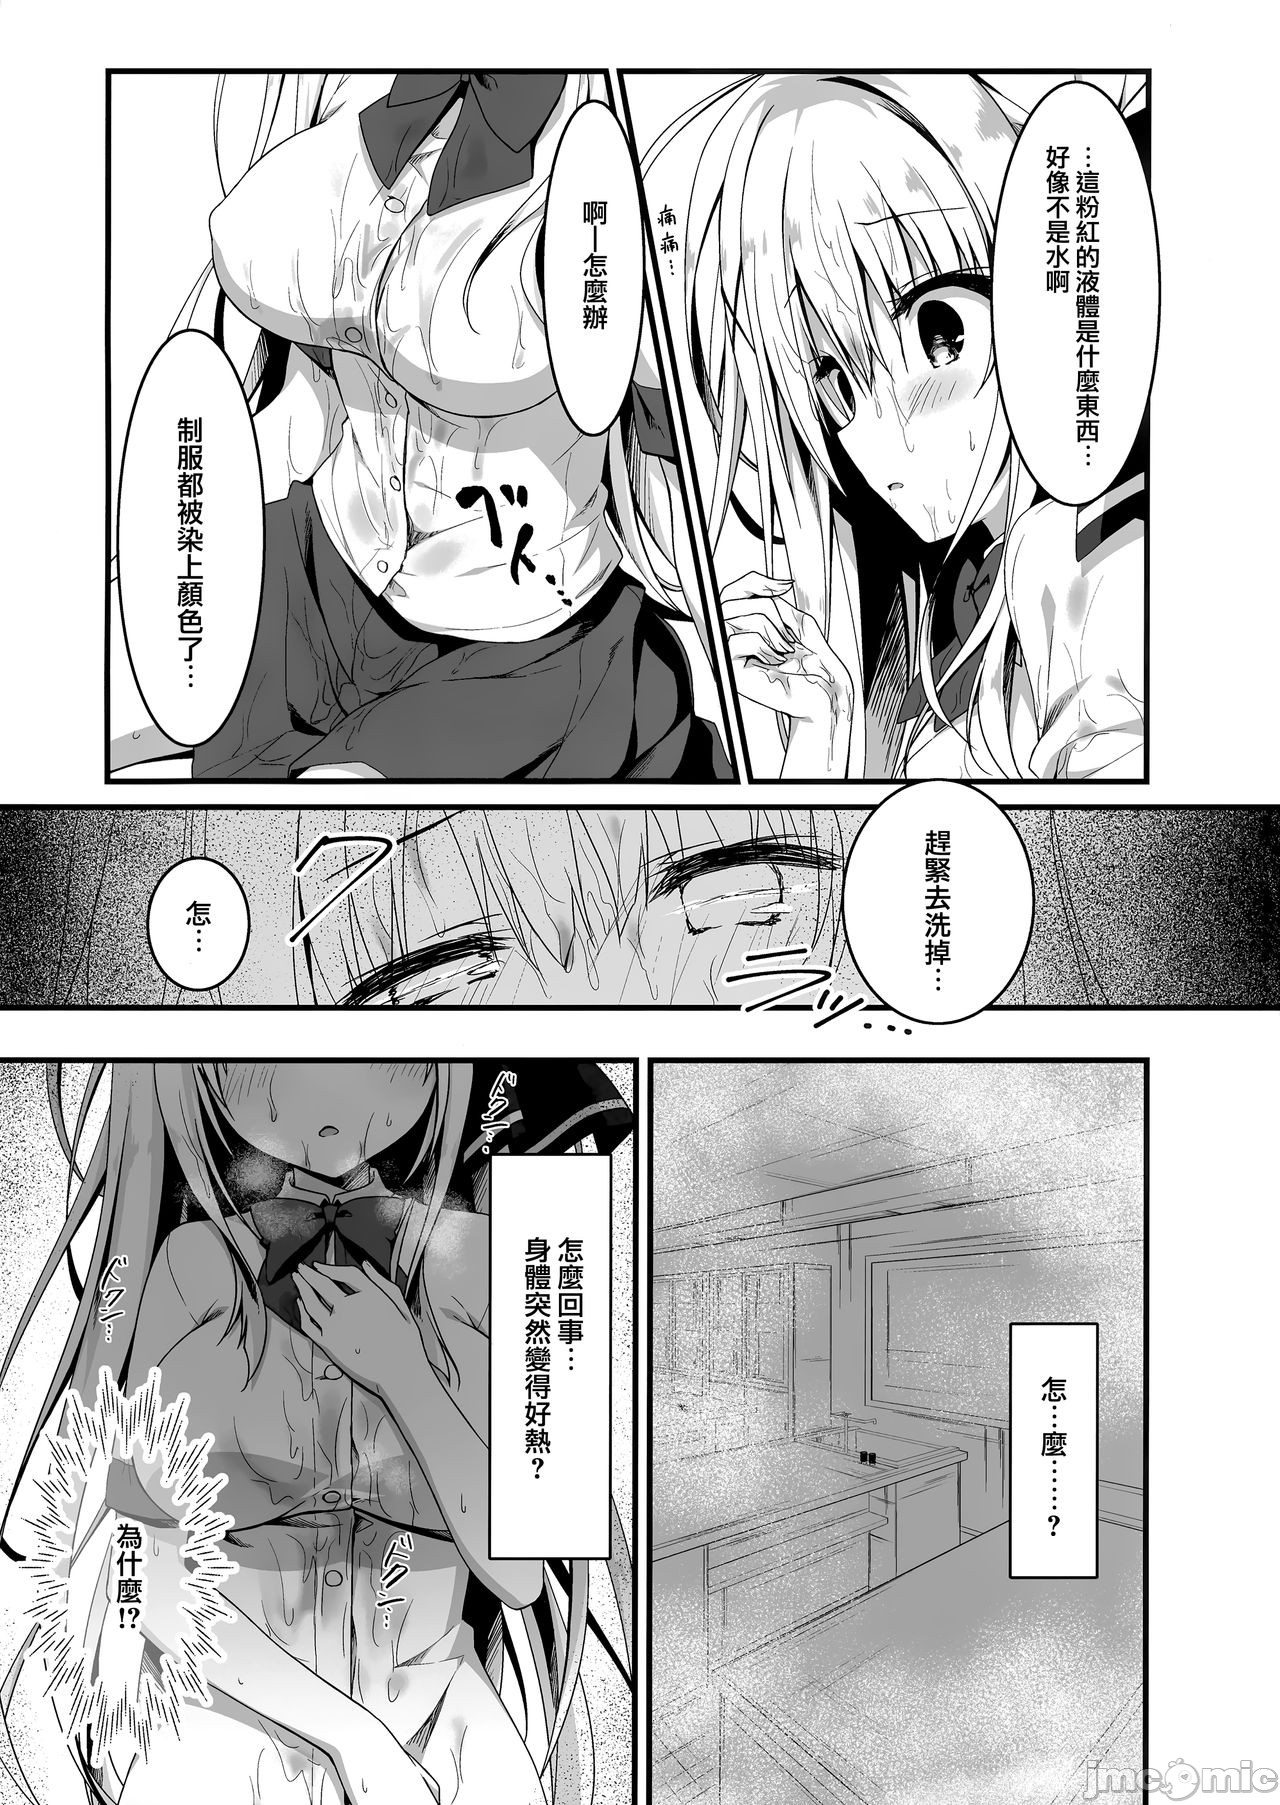 …這粉紅的液體是什麼東西…
好像不是水啊
痛痛…
啊—怎麼辦
ベト…
制服都被染上顏色了…
趕緊去洗掉…
クラッ…
怎…
怎…麼……？
ドクン…
怎麼回事…
身體突然變得好熱？
ドクン…
ドクン…
為什麼!?
jmcomic